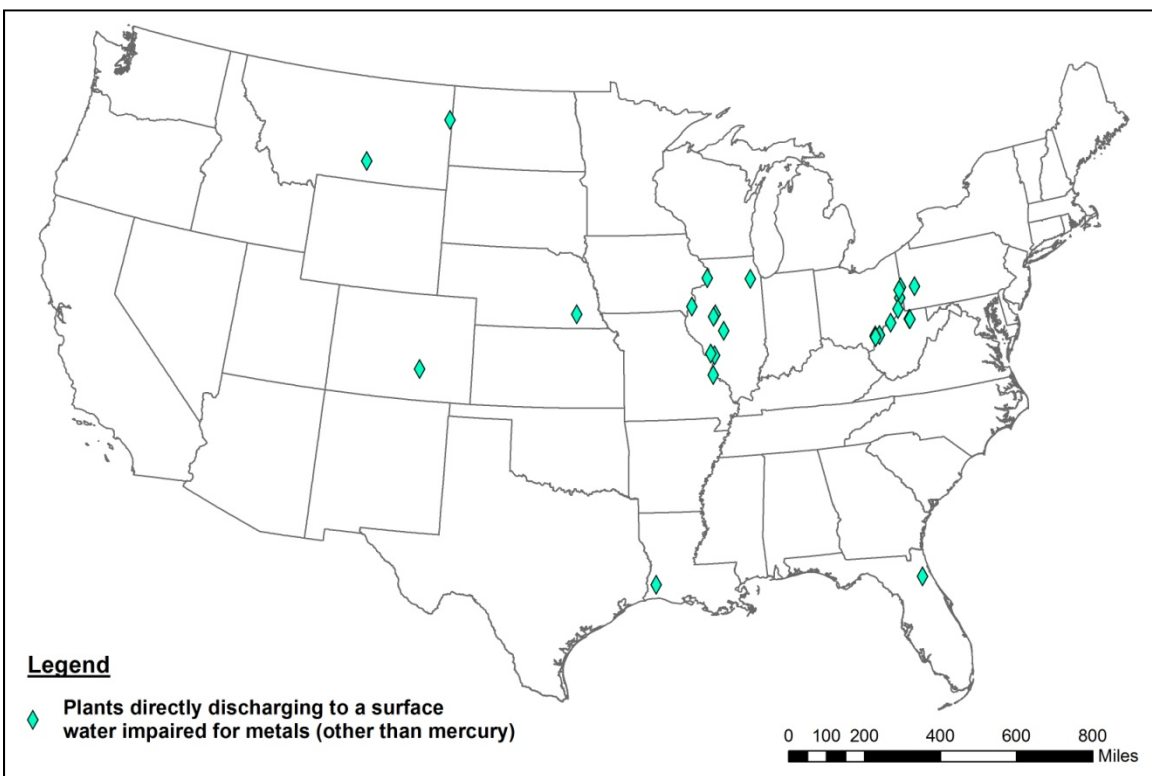 Legend
Plants directly discharging to a surface
water impaired for metals (other than mercury)
0 100 200 400 600 800
Miles